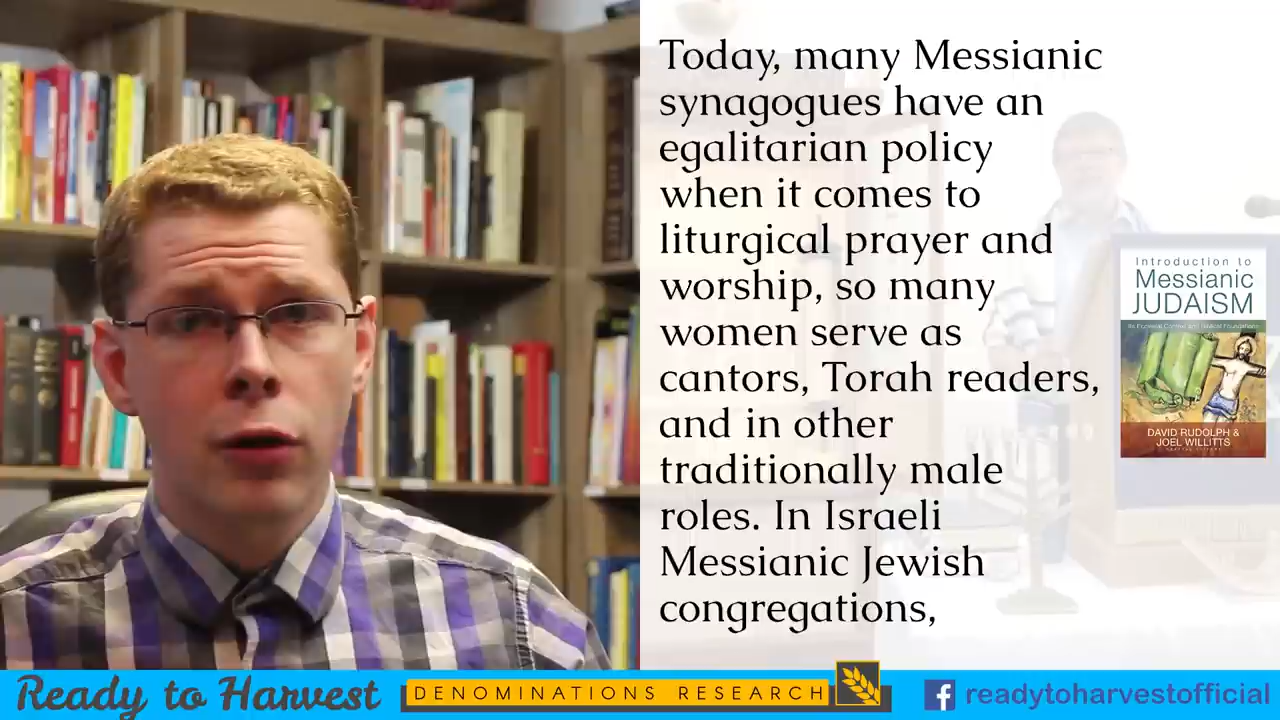 Today, many Messianic
synagogues have an
egalitarian policy
when it comes to
liturgical prayer and
worship, so many
women serve as
cantors, Torah readers,
and in other
traditionally male
roles. In Israeli
Messianic Jewish
congregations,
Introduction to
Messianic
JUDAISM
DAVID RUDOLPH &
JOEL WILLITTS
Ready to Harvest
DENOMINATIONS RESEARCH
readytoharvestofficial